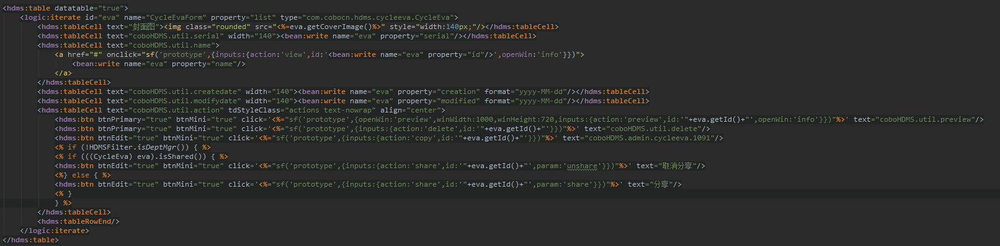 <hdms:table datatable="true">
<logic:iterate id="eva" name="CycleEvaForm" property="list" type="com.cobocn.hdms.cycleeva.CycleEva">
<hdms:tableCell text="封面图"><img class="rounded" src="<%=eva.getCoverImage()%>" style="width:140px;"/></hdms:tableCell>
<hdms:tableCell text="coboHDMS.util.serial" width="140"><bean:write name="eva" property="serial"/></hdms:tableCell>
<hdms:tableCell text="coboHDMS.util.name">
<a href="#" onclick="sf('prototype',{inputs:{action:'view',id:'<bean:write name="eva" property="id"/>',openWin:'info'}})">
<bean:write name="eva" property="name"/>
</a>
</hdms:tableCell>
<hdms:tableCell text="coboHDMS.util.createdate" width="140"><bean:write name="eva" property="creation" format="yyyy-MM-dd"/></hdms:tableCell>
<hdms:tableCell text="coboHDMS.util.modifydate" width="140"><bean:write name="eva" property="modified" format="yyyy-MM-dd"/></hdms:tableCell>
<hdms:tableCell text="coboHDMS.util.action" tdStyleClass="actions text-nowrap" align="center">
<hdms:btn btnPrimary="true" btnMini="true" click='<%="sf('prototype',{openWin:'preview',winWidth:1000,winHeight:720,inputs:{action:'preview',id:'"+eva.getId()+"',openWin:'info'}})"%>' text="coboHDMS.util.preview"/>
<hdms:btn btnPrimary="true" btnMini="true" click='<%="sf('prototype',{inputs:{action:'delete',id:'"+eva.getId()+"'}})"%>' text="coboHDMS.util.delete"/>
<hdms:btn btnEdit="true" btnMini="true" click='<%="sf('prototype',{inputs:{action:'copy',id:'"+eva.getId()+"'}})"%>' text="coboHDMS.admin.cycleeva.1091"/>
<% if (!HDMSFilter.isDeptMgr()) { %>
<% if (((CycleEva) eva).isShared()) { %>
<hdms:btn btnEdit="true" btnMini="true" click='<%="sf('prototype',{inputs:{action:'share',id:'"+eva.getId()+"',param:'unshare'}})"%>' text="取消分享"/>
<%} else { %>
<hdms:btn btnEdit="true" btnMini="true" click='<%="sf('prototype',{inputs:{action:'share',id:'"+eva.getId()+"',param:'share'}})"%>' text="分享"/>
<% }
} %>
</hdms:tableCell>
<hdms:tableRowEnd/>
</logic:iterate>
</hdms:table>